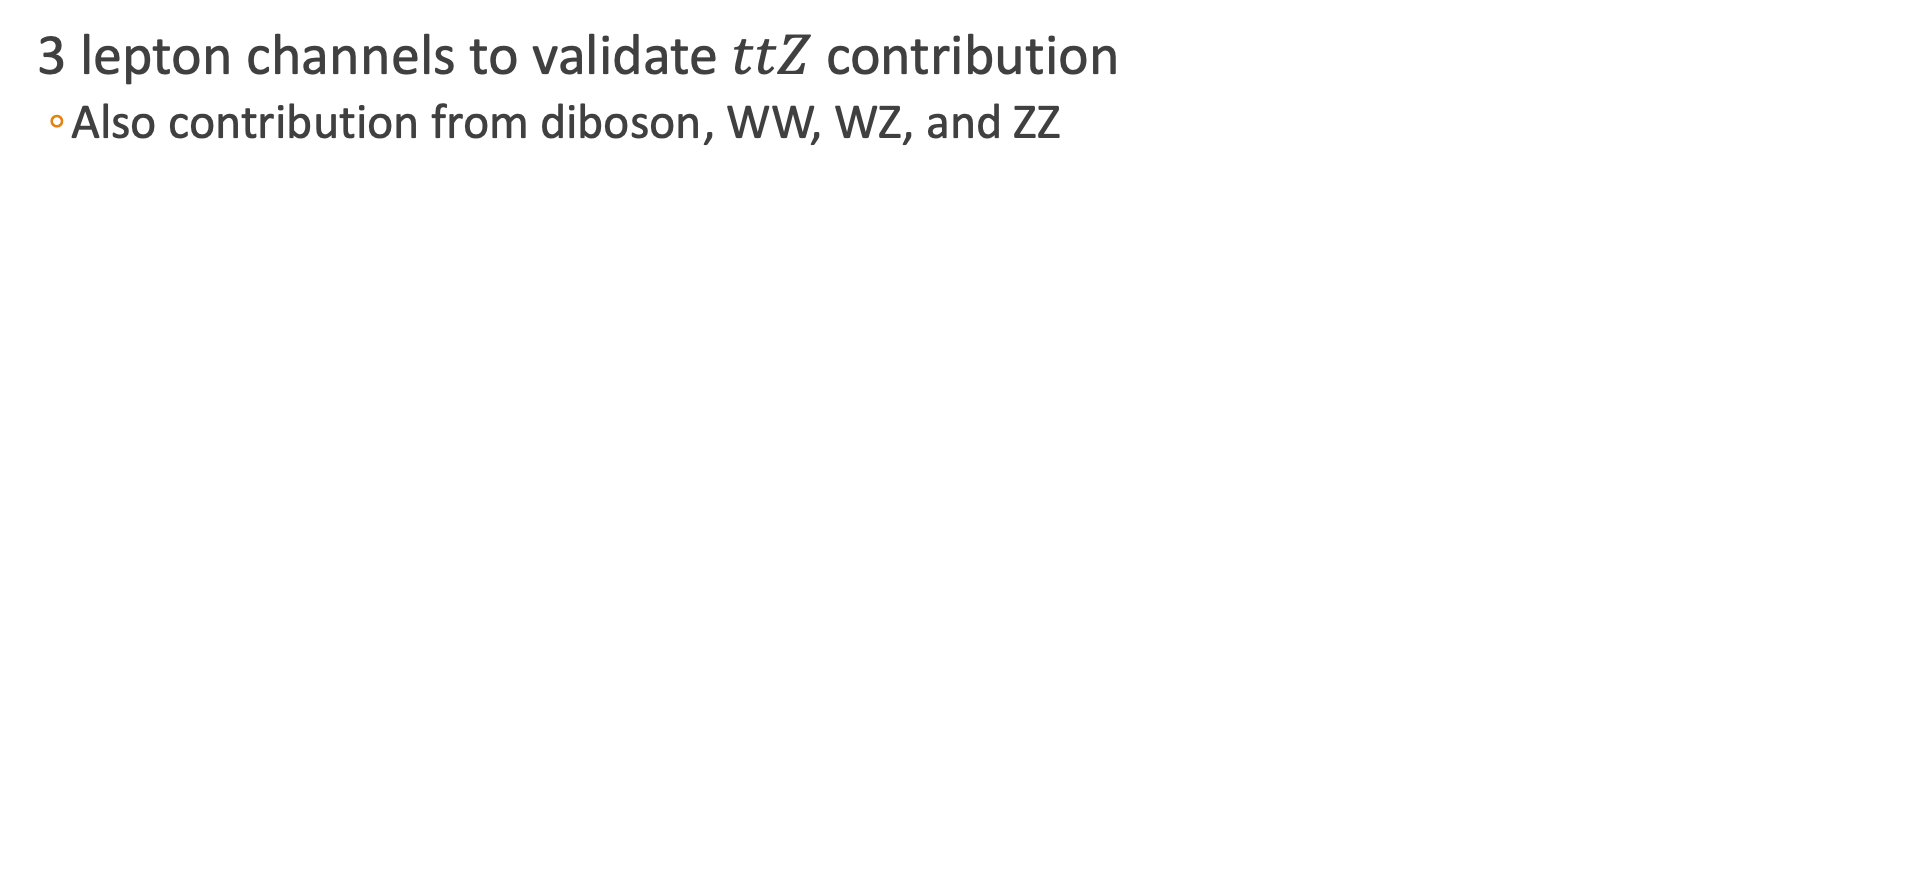 3 lepton channels to validate ttZ contribution
◦Also contribution from diboson, WW, WZ, and ZZ